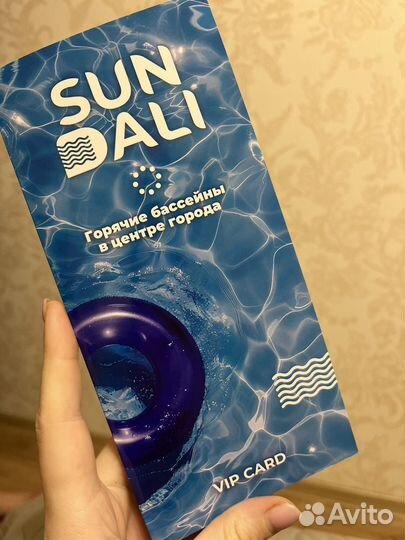 SUN
DALI
Горячие бассейны
в центре города
VIP CARD
Avito